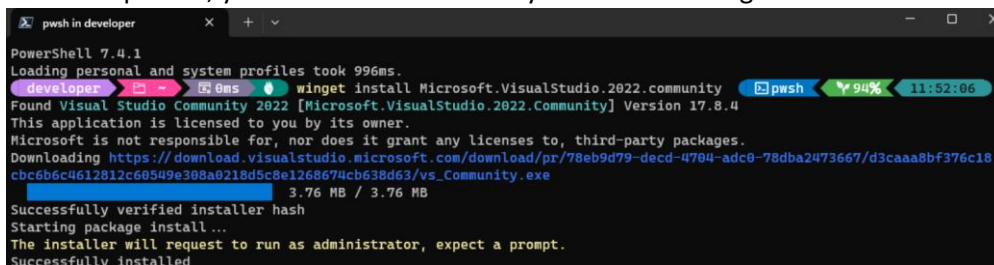 pwsh in developer
PowerShell 7.4.1
Loading personal and system profiles took 996ms.
developer ~ 0ms winget install Microsoft.VisualStudio.2022.community pwsh 94% 11:52:06
Found Visual Studio Community 2022 [Microsoft.VisualStudio.2022.Community] Version 17.8.4
This application is licensed to you by its owner.
Microsoft is not responsible for, nor does it grant any licenses to, third-party packages.
Downloading https://download.visualstudio.microsoft.com/download/pr/78eb9d79-decd-4704-adc0-78dba2473667/d3caaa8bf376c18
cbc6b6c4612812c60549e308a0218d5c8e1268674cb638d63/vs_Community.exe
3.76 MB / 3.76 MB
Successfully verified installer hash
Starting package install...
The installer will request to run as administrator, expect a prompt.
Successfully installed